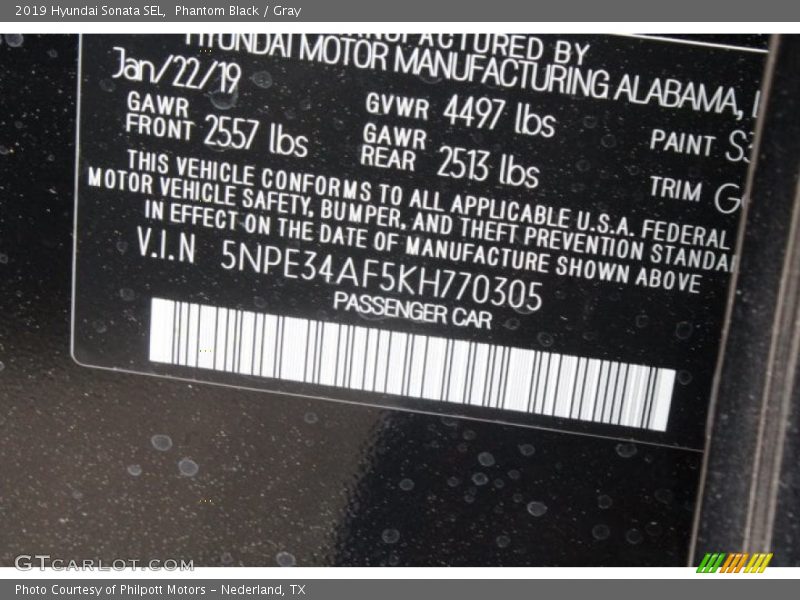 2019 Hyundai Sonata SEL, Phantom Black / Gray
MANUFACTURED BY
HYUNDAI MOTOR MANUFACTURING ALABAMA,
Jan/22/19
GAWR FRONT 2557 lbs
GVWR 4497 lbs
GAWR REAR 2513 lbs
PAINT
TRIM
THIS VEHICLE CONFORMS TO ALL APPLICABLE U.S.A. FEDERAL
MOTOR VEHICLE SAFETY, BUMPER, AND THEFT PREVENTION STANDA
IN EFFECT ON THE DATE OF MANUFACTURE SHOWN ABOVE
V.I.N 5NPE34AF5KH770305
PASSENGER CAR
GTCARLOT.COM
Photo Courtesy of Philpott Motors - Nederland, TX